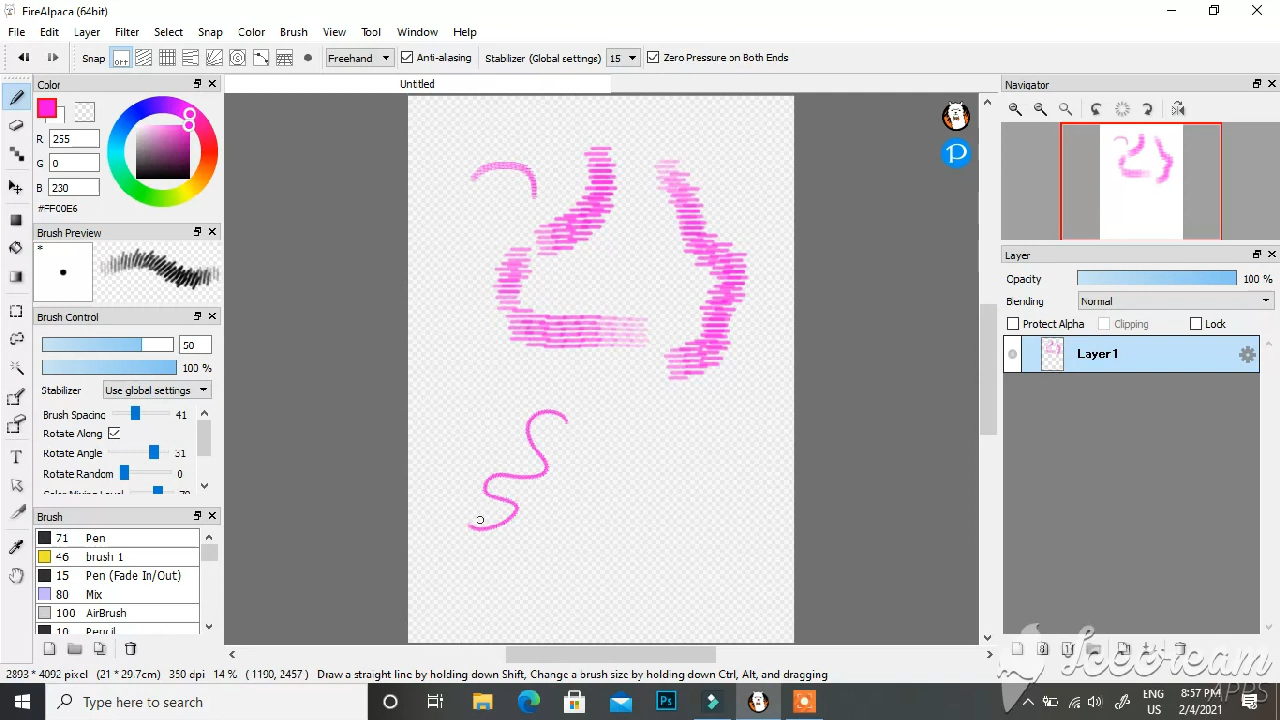 FireAlpaca (64bit)
File Edit Layer Filter Select Snap Color Brush View Tool Window Help
Snap Freehand Anti-aliasing Stabilizer (Global settings) 15 Zero Pressure on Both Ends
Untitled
Color
R 255
G 0
B
Brush Preview
*
Brush Control
50
100 %
Stabilizer Use global settings
Brush Spacing 41
Rotate Along
Rotate Angle 31
Rotate Random 0
Brush
71 Pen
46 brush 1
15 Pen (Fade In/Out)
80 Mix
100 AirBrush
10 Pencil
Navigator
Layer
Opacity 100 %
Blending Normal
Protect Alpha Clipping Lock
2893 * 4092 pixel (21 * 29.7cm) 350 dpi 14 % ( 1190, 2457 ) Draw a straight line by holding down Shift, Change a brush size by holding down Ctrl, Alt, and dragging
Icecream APPS
Type here to search
Ps
ENG
US
8:57 PM
2/4/2021